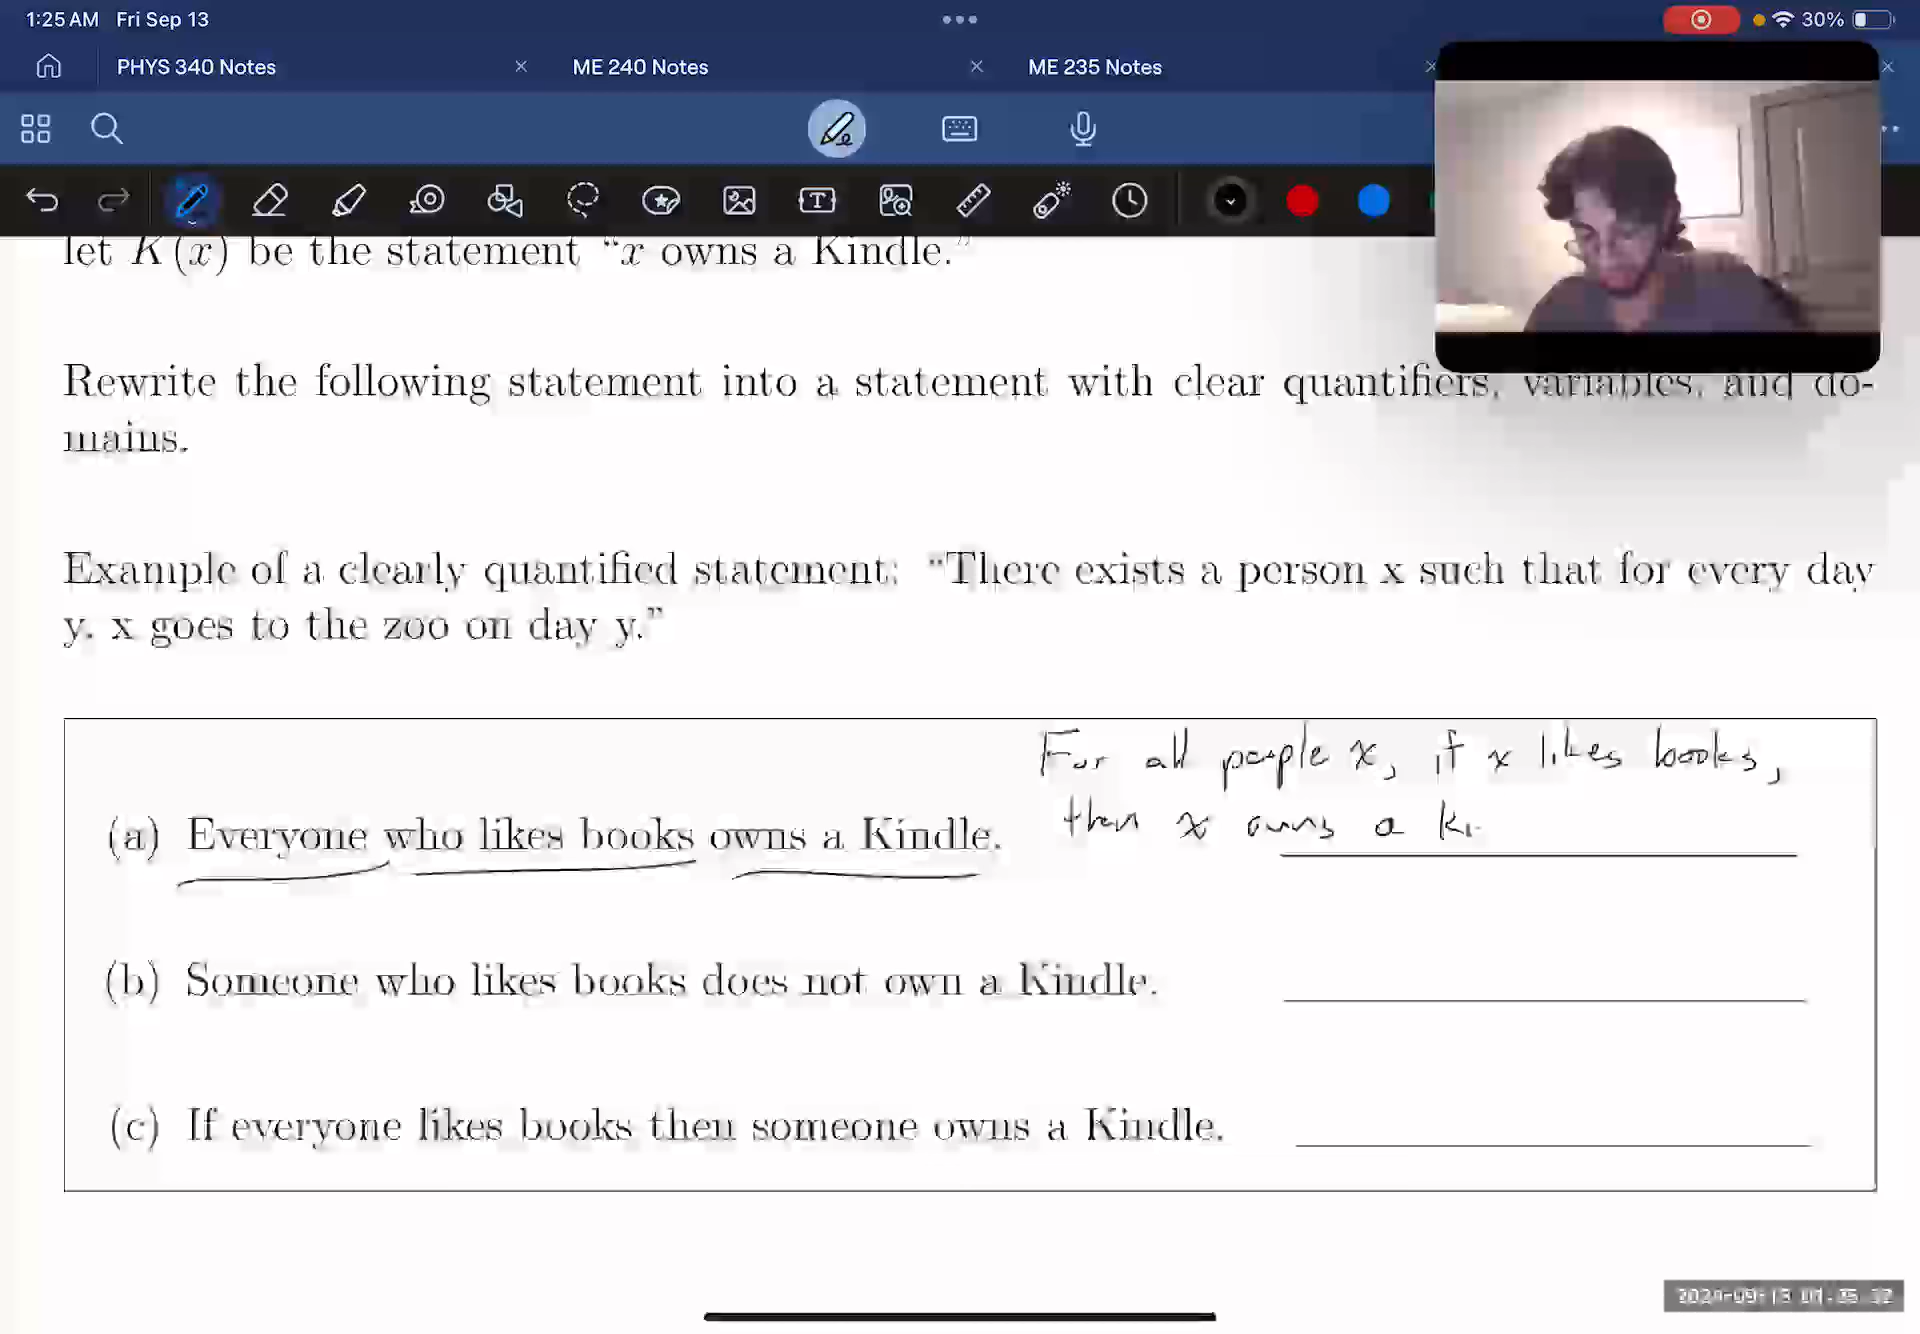 1:25 AM Fri Sep 13
30%
PHYS 340 Notes
ME 240 Notes
ME 235 Notes
let K(x) be the statement “x owns a Kindle.”
Rewrite the following statement into a statement with clear quantifiers, variables, and do-
mains.
Example of a clearly quantified statement: “There exists a person x such that for every day
y, x goes to the zoo on day y.”
For all people x, if x likes books,
then x owns a ki
(a) Everyone who likes books owns a Kindle.
(b) Someone who likes books does not own a Kindle.
(c) If everyone likes books then someone owns a Kindle.